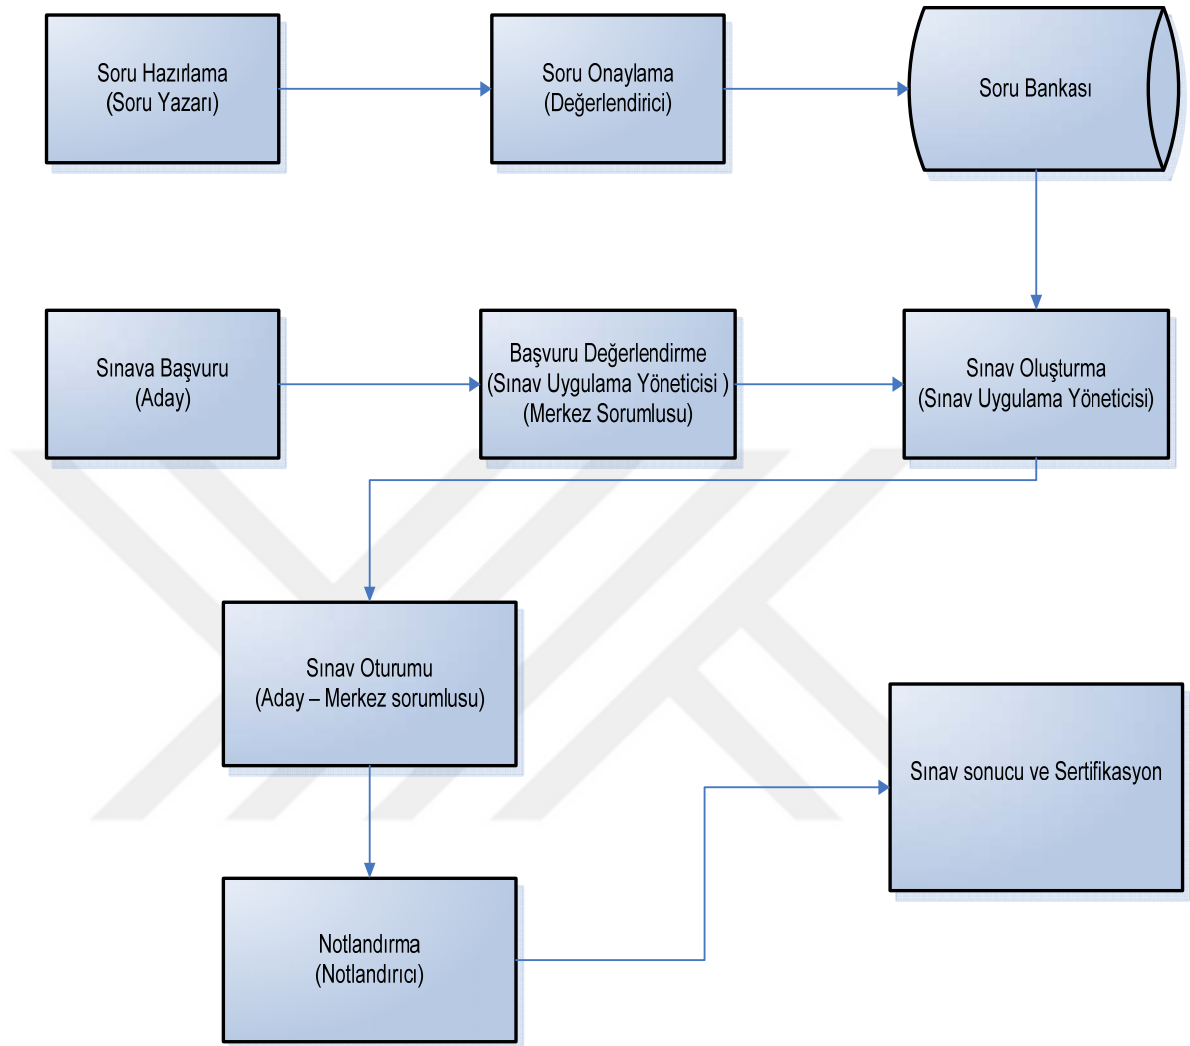 Soru Hazırlama
(Soru Yazarı)
Soru Onaylama
(Değerlendirici)
Soru Bankası
Sınava Başvuru
(Aday)
Başvuru Değerlendirme
(Sınav Uygulama Yöneticisi )
(Merkez Sorumlusu)
Sınav Oluşturma
(Sınav Uygulama Yöneticisi)
Sınav Oturumu
(Aday – Merkez sorumlusu)
Sınav sonucu ve Sertifikasyon
Notlandırma
(Notlandırıcı)